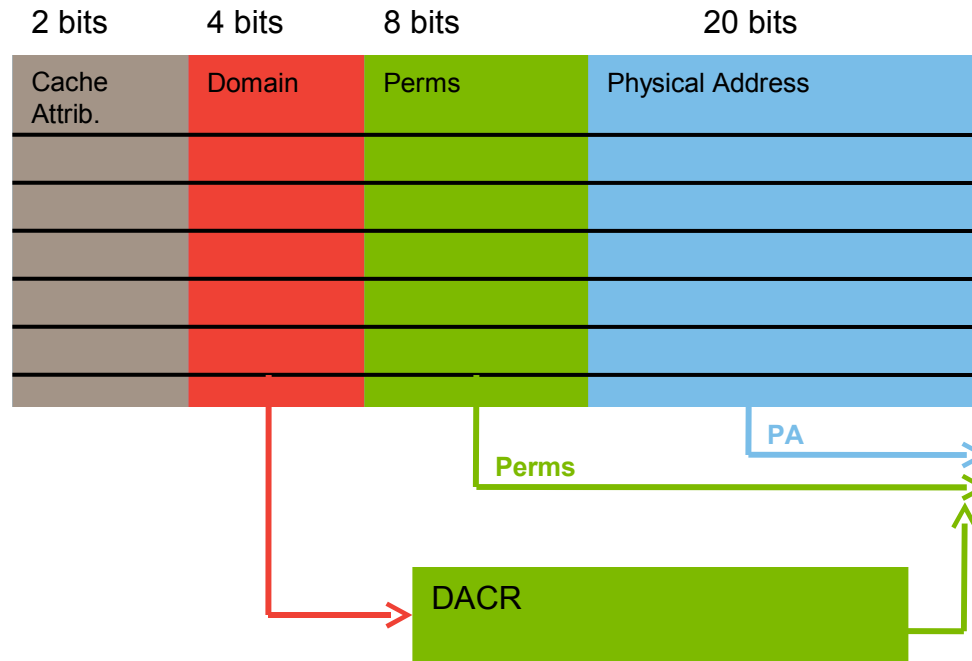 2 bits 4 bits 8 bits 20 bits
Cache Domain Perms Physical Address
Attrib.
PA
Perms
DACR